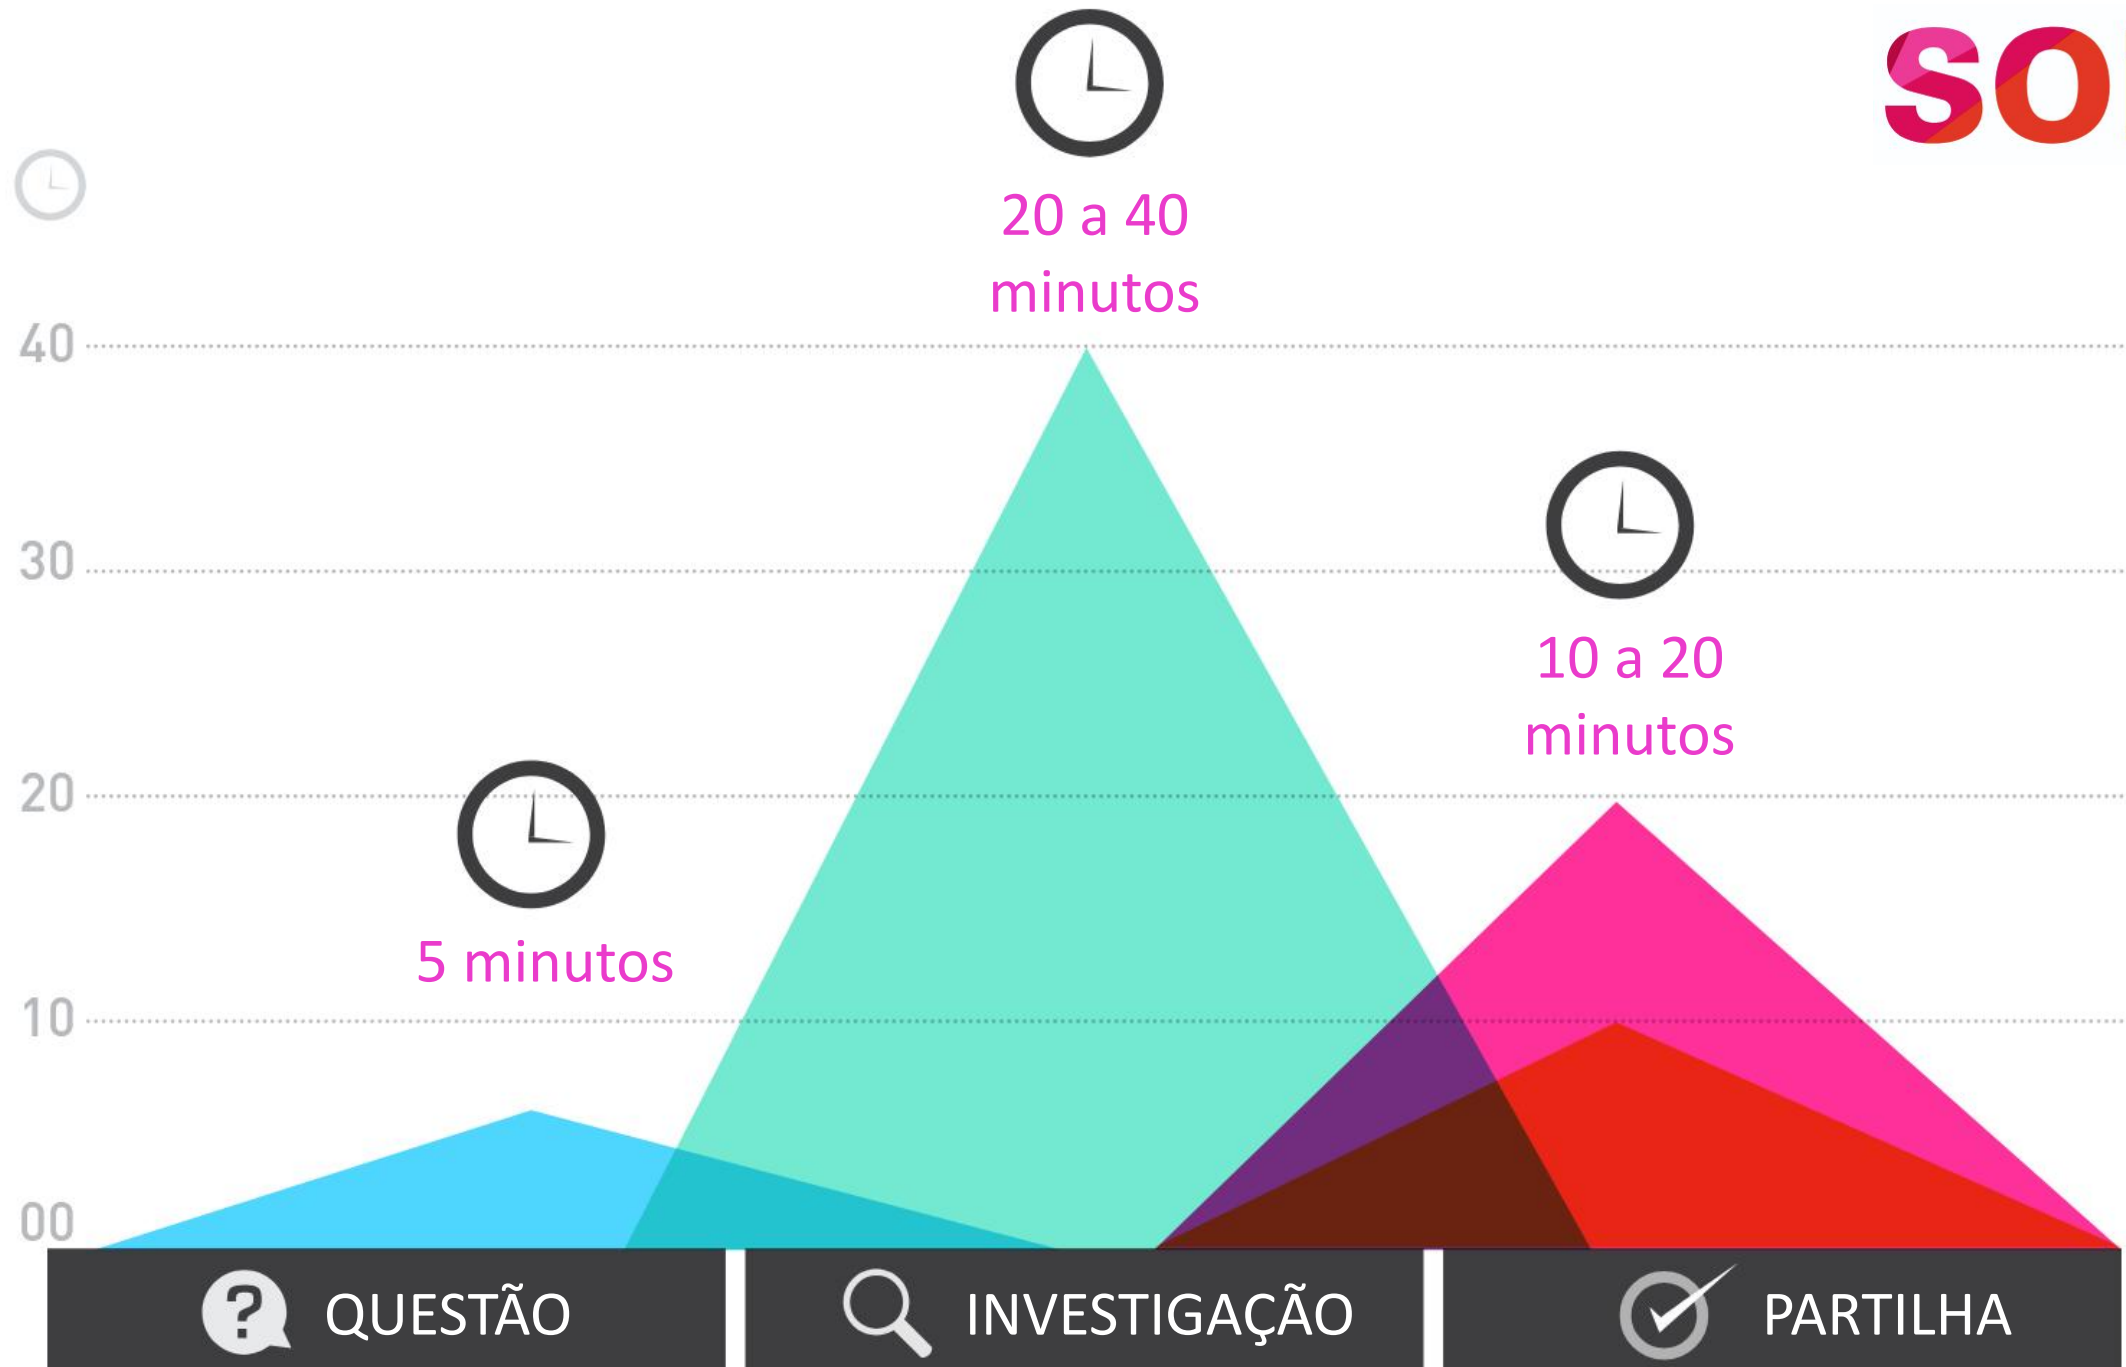 SO
20 a 40
minutos
40
30
10 a 20
minutos
20
5 minutos
10
00
? QUESTÃO
INVESTIGAÇÃO
PARTILHA